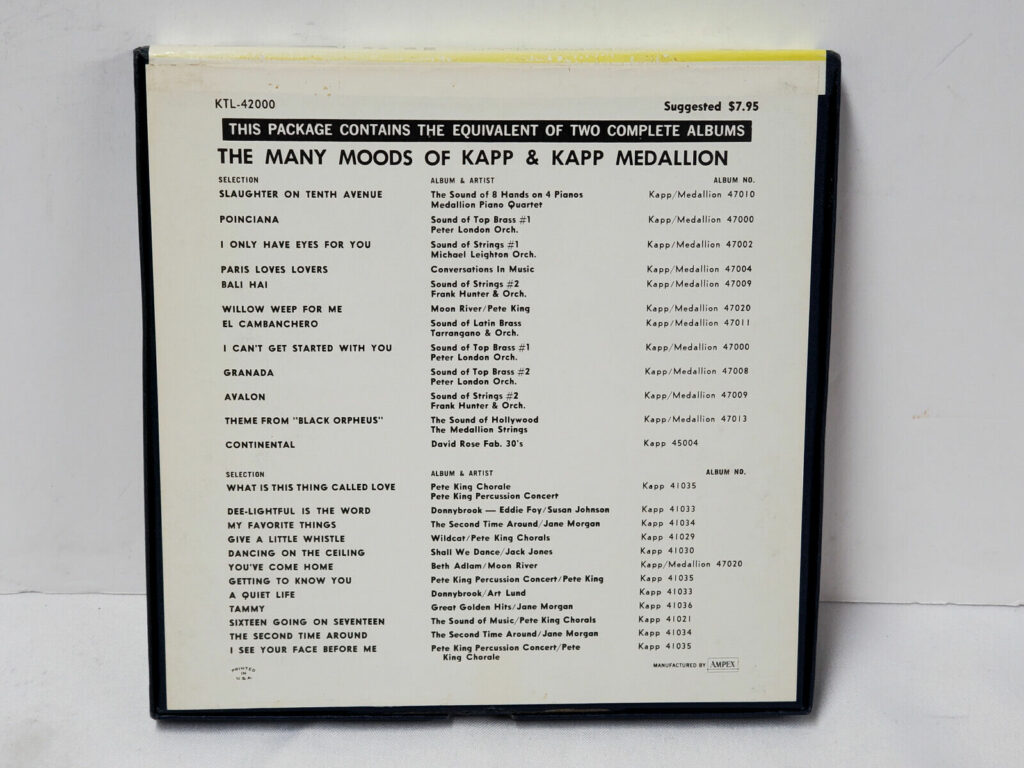 KTL-42000 Suggested $7.95
THIS PACKAGE CONTAINS THE EQUIVALENT OF TWO COMPLETE ALBUMS
THE MANY MOODS OF KAPP & KAPP MEDALLION
SELECTION ALBUM & ARTIST ALBUM NO.
SLAUGHTER ON TENTH AVENUE The Sound of 8 Hands on 4 Pianos Kapp/Medallion 47010
Medallion Piano Quartet
POINCIANA Sound of Top Brass #1 Kapp/Medallion 47000
Peter London Orch.
I ONLY HAVE EYES FOR YOU Sound of Strings #1 Kapp/Medallion 47002
Michael Leighton Orch.
PARIS LOVES LOVERS Conversations In Music Kapp/Medallion 47004
BALI HAI Sound of Strings #2 Kapp/Medallion 47009
Frank Hunter & Orch.
WILLOW WEEP FOR ME Moon River/Pete King Kapp/Medallion 47020
EL CAMBANCHERO Sound of Latin Brass Kapp/Medallion 47011
Tarrangano & Orch.
I CAN'T GET STARTED WITH YOU Sound of Top Brass #1 Kapp/Medallion 47000
Peter London Orch.
GRANADA Sound of Top Brass #2 Kapp/Medallion 47008
Peter London Orch.
AVALON Sound of Strings #2 Kapp/Medallion 47009
Frank Hunter & Orch.
THEME FROM "BLACK ORPHEUS" The Sound of Hollywood Kapp/Medallion 47013
The Medallion Strings
CONTINENTAL David Rose Fab. 30's Kapp 45004
SELECTION ALBUM & ARTIST ALBUM NO.
WHAT IS THIS THING CALLED LOVE Pete King Chorale Kapp 41035
Pete King Percussion Concert
DEE-LIGHTFUL IS THE WORD Donnybrook — Eddie Foy/Susan Johnson Kapp 41033
MY FAVORITE THINGS The Second Time Around/Jane Morgan Kapp 41034
GIVE A LITTLE WHISTLE Wildcat/Pete King Chorals Kapp 41029
DANCING ON THE CEILING Shall We Dance/Jack Jones Kapp 41030
YOU'VE COME HOME Beth Adlam/Moon River Kapp/Medallion 47020
GETTING TO KNOW YOU Pete King Percussion Concert/Pete King Kapp 41035
A QUIET LIFE Donnybrook/Art Lund Kapp 41033
TAMMY Great Golden Hits/Jane Morgan Kapp 41036
SIXTEEN GOING ON SEVENTEEN The Sound of Music/Pete King Chorals Kapp 41021
THE SECOND TIME AROUND The Second Time Around/Jane Morgan Kapp 41034
I SEE YOUR FACE BEFORE ME Pete King Percussion Concert/Pete Kapp 41035
King Chorale
PRINTED
IN
U.S.A.
MANUFACTURED BY AMPEX